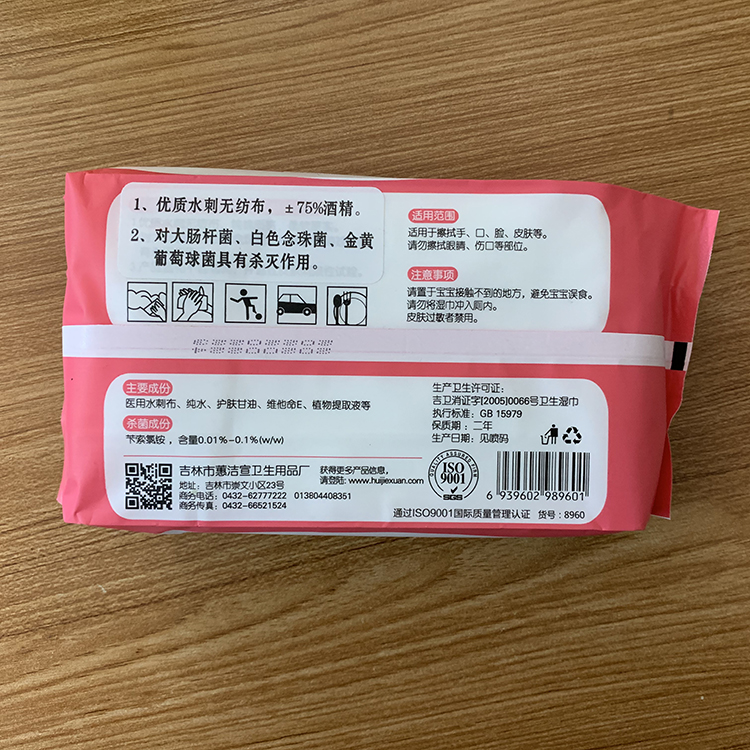 1、优质水刺无纺布，±75%酒精。
2、对大肠杆菌、白色念珠菌、金黄
葡萄球菌具有杀灭作用。
适用范围
适用于擦拭手、口、脸、皮肤等。
请勿擦拭眼睛、伤口等部位。
注意事项
请置于宝宝接触不到的地方，避免宝宝误食。
请勿将湿巾冲入厕内。
皮肤过敏者禁用。
主要成份
医用水刺布、纯水、护肤甘油、维他命E、植物提取液等
杀菌成份
苄索氯铵，含量0.01%-0.1%(w/w)
吉林市蕙洁宣卫生用品厂
地址：吉林市崇文小区23号
商务电话：0432-62777222 013804408351
商务传真：0432-66521524
获得更多产品信息，
请登陆：www.huijiexuan.com
生产卫生许可证：
吉卫消证字[2005]0066号卫生湿巾
执行标准：GB 15979
保质期：二年
生产日期：见喷码
QUALITY ASSURED FIRM
ISO
9001
SGS
6 939602 989601
通过ISO9001国际质量管理认证 货号：8960